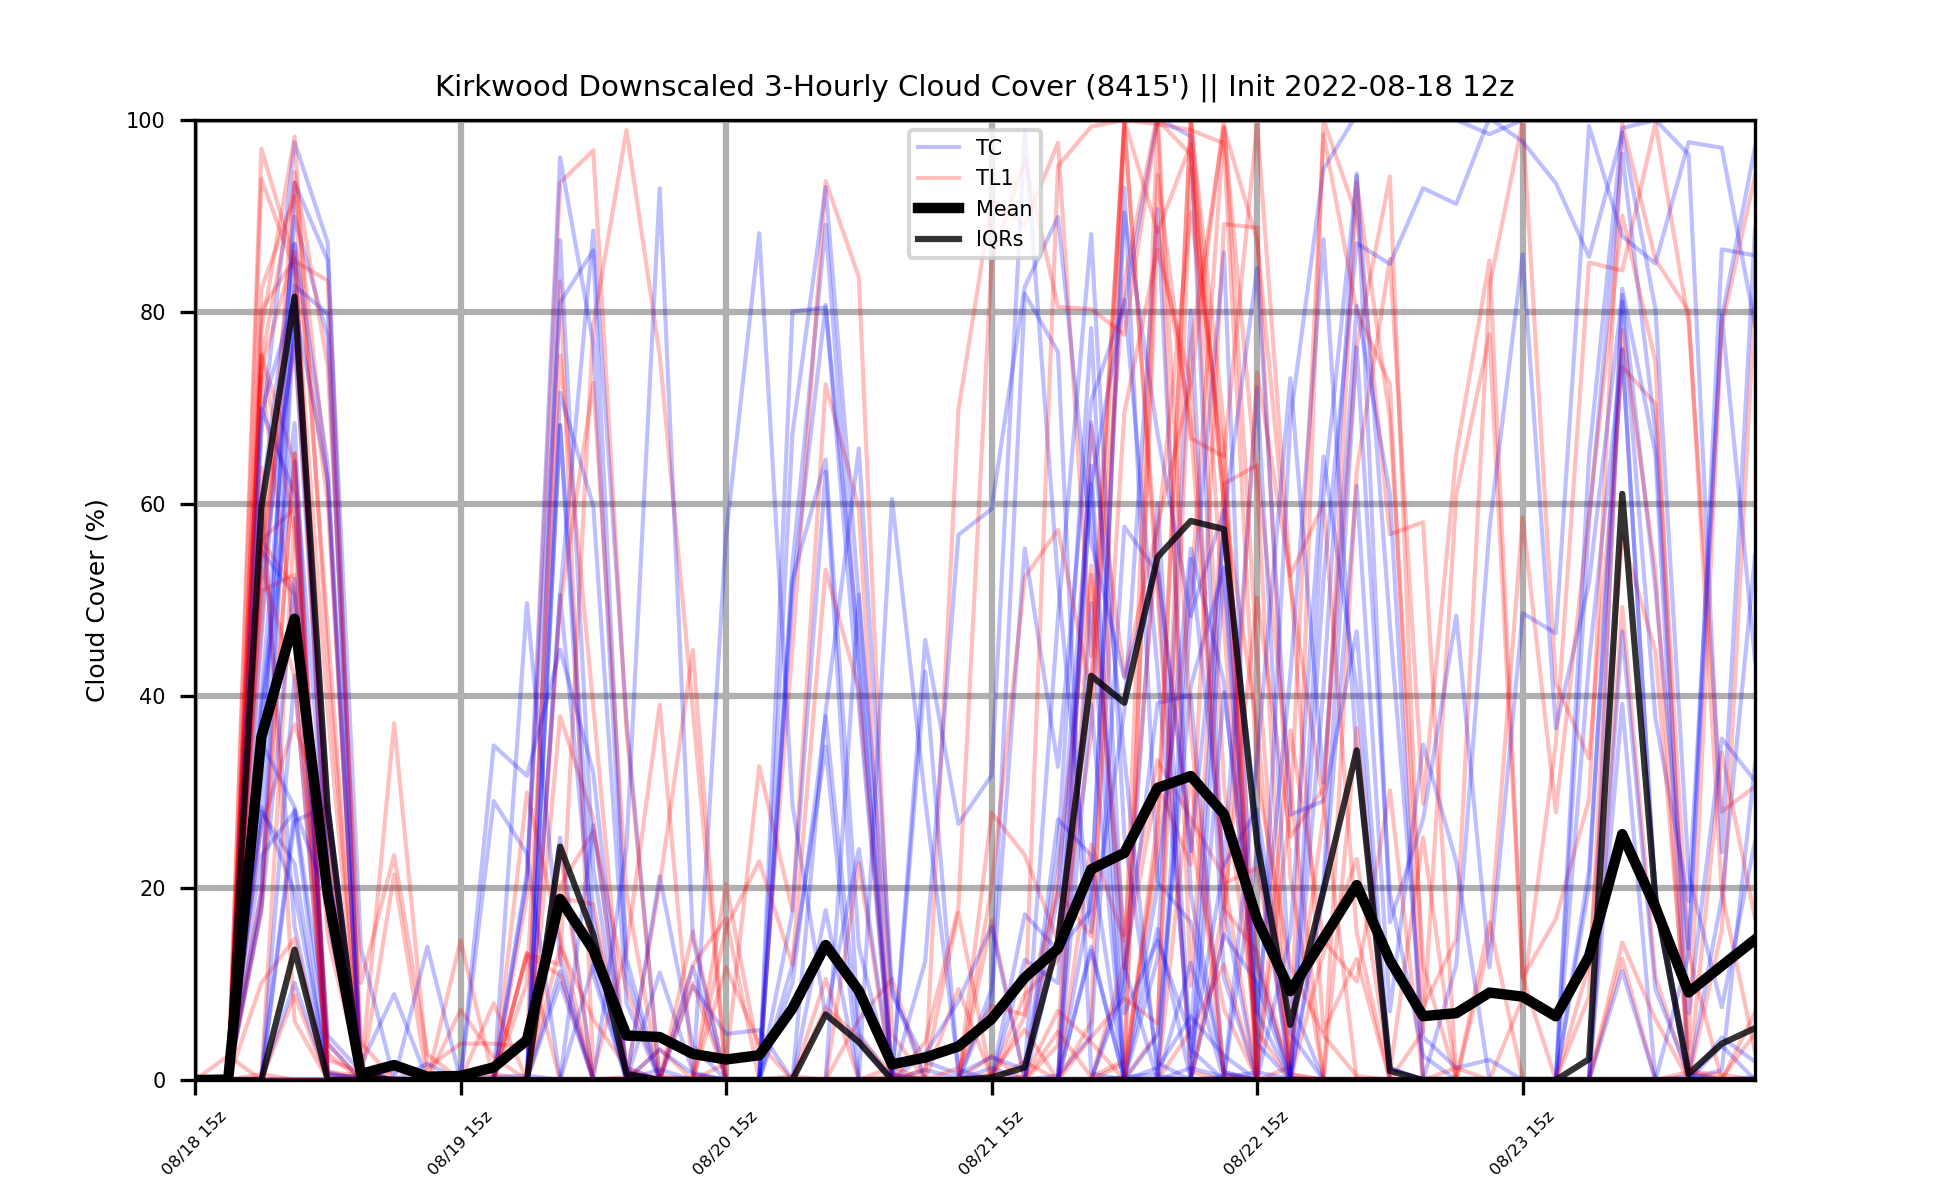 Kirkwood Downscaled 3-Hourly Cloud Cover (8415') || Init 2022-08-18 12z
Cloud Cover (%)
100
80
60
40
20
0
TC
TL1
Mean
IQRs
08/18 15z
08/19 15z
08/20 15z
08/21 15z
08/22 15z
08/23 15z